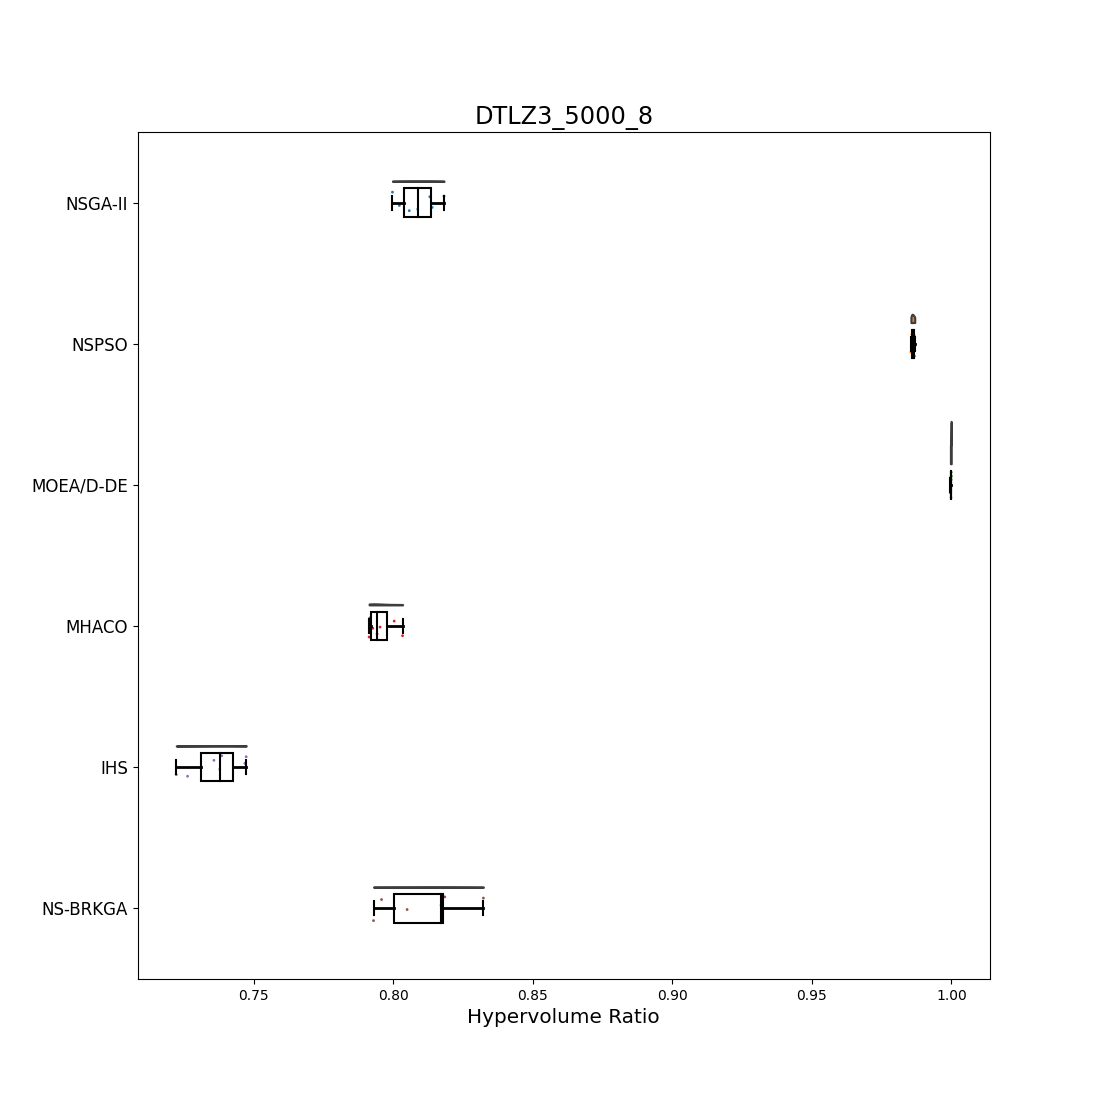 DTLZ3_5000_8
NSGA-II
NSPSO
MOEA/D-DE
MHACO
IHS
NS-BRKGA
0.75 0.80 0.85 0.90 0.95 1.00
Hypervolume Ratio